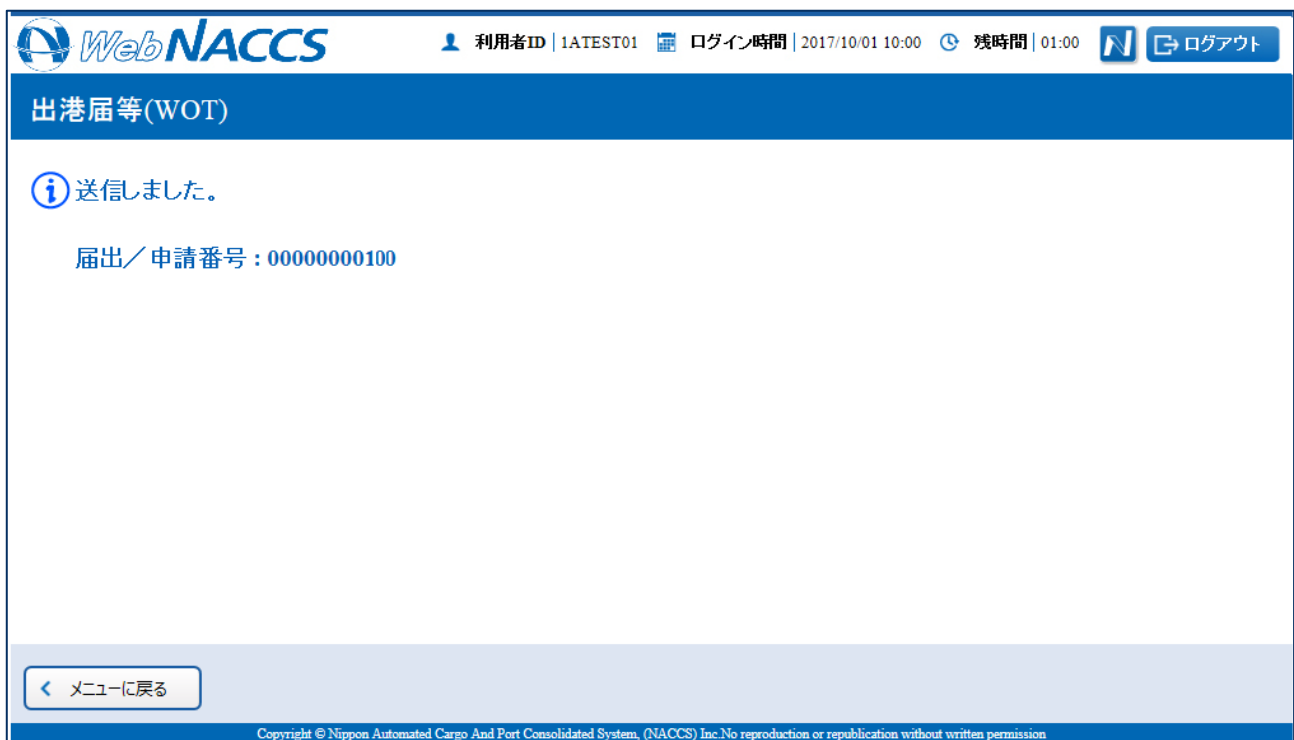 WebNACCS 利用者ID 1ATEST01 ログイン時間 2017/10/01 10:00 残時間 01:00 N ログアウト
出港届等(WOT)
送信しました。
届出/申請番号:00000000100
メニューに戻る
Copyright © Nippon Automated Cargo And Port Consolidated System, (NACCS) Inc.No reproduction or republication without written permission